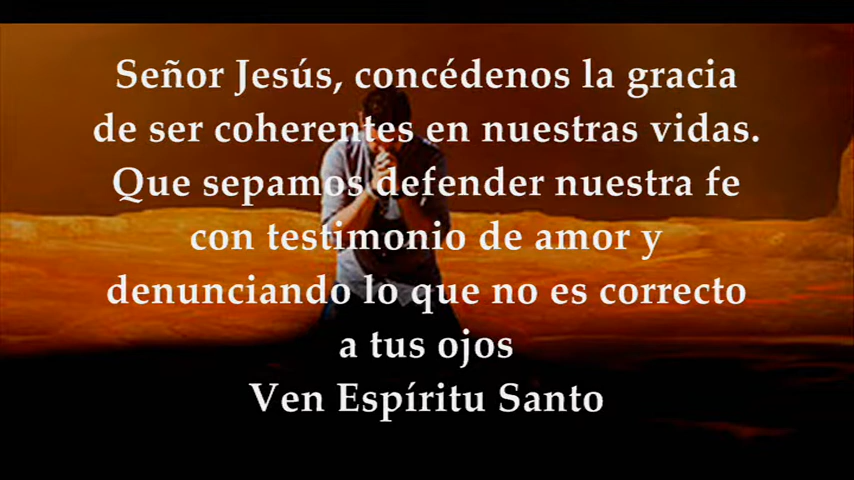 Señor Jesús, concédenos la gracia
de ser coherentes en nuestras vidas.
Que sepamos defender nuestra fe
con testimonio de amor y
denunciando lo que no es correcto
a tus ojos
Ven Espíritu Santo